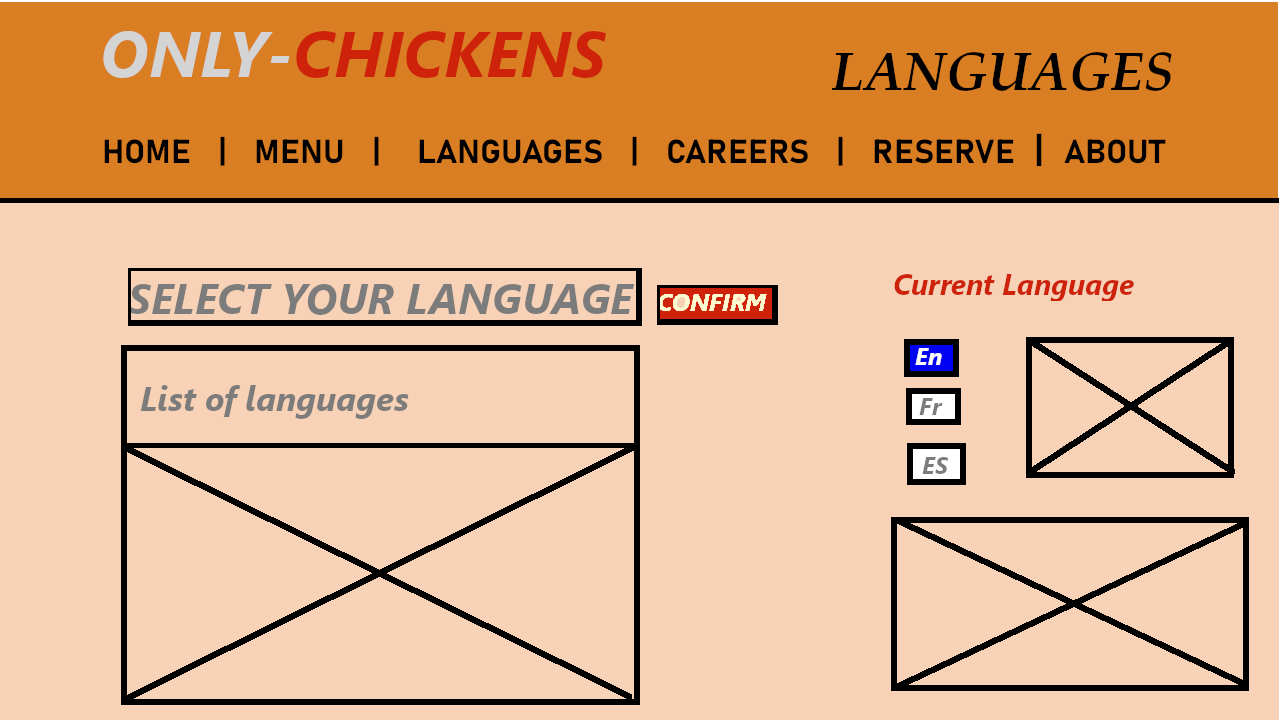 ONLY-CHICKENS
LANGUAGES
HOME | MENU | LANGUAGES | CAREERS | RESERVE | ABOUT
SELECT YOUR LANGUAGE
CONFIRM
Current Language
List of languages
En
Fr
ES